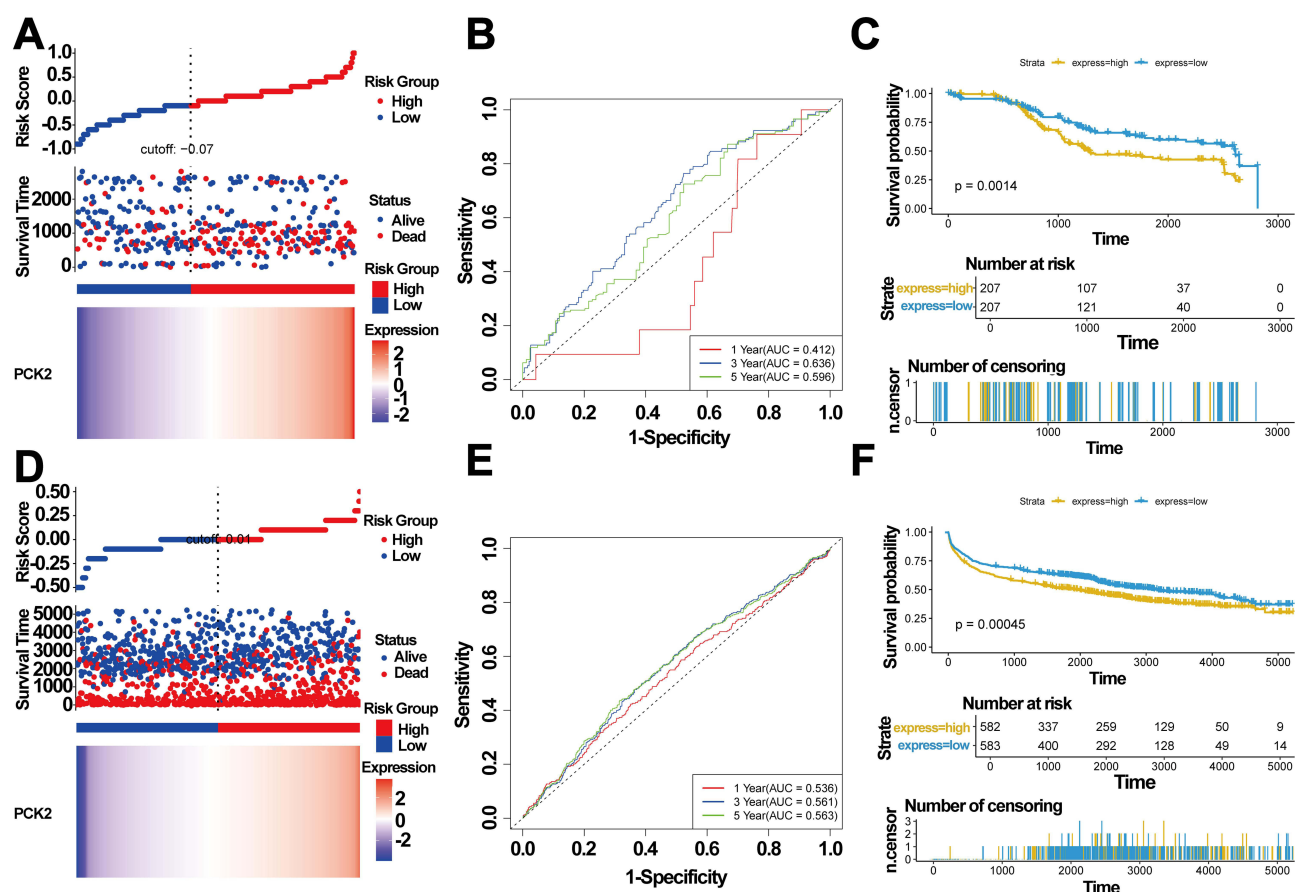 A
Risk Score
1.0
0.5
0.0
-0.5
-1.0
cutoff: −0.07
Risk Group
High
Low
Survival Time
2000
1000
0
Status
Alive
Dead
Risk Group
High
Low
Expression
2
1
0
-1
-2
PCK2
B
Sensitivity
1.0
0.8
0.6
0.4
0.2
0.0
0.0 0.2 0.4 0.6 0.8 1.0
1-Specificity
1 Year(AUC = 0.412)
3 Year(AUC = 0.636)
5 Year(AUC = 0.596)
C
Strata express=high express=low
Survival probability
1.00
0.75
0.50
0.25
0.00
p = 0.0014
0 1000 2000 3000
Time
Number at risk
Strate
express=high 207 107 37 0
express=low 207 121 40 0
0 1000 2000 3000
Time
Number of censoring
n.censor
1
0
0 1000 2000 3000
Time
D
Risk Score
0.50
0.25
0.00
-0.25
-0.50
cutoff: 0.01
Risk Group
High
Low
Survival Time
5000
4000
3000
2000
1000
0
Status
Alive
Dead
Risk Group
High
Low
Expression
2
0
-2
PCK2
E
Sensitivity
1.0
0.8
0.6
0.4
0.2
0.0
0.0 0.2 0.4 0.6 0.8 1.0
1-Specificity
1 Year(AUC = 0.536)
3 Year(AUC = 0.561)
5 Year(AUC = 0.563)
F
Strata express=high express=low
Survival probability
1.00
0.75
0.50
0.25
0.00
p = 0.00045
0 1000 2000 3000 4000 5000
Time
Number at risk
Strate
express=high 582 337 259 129 50 9
express=low 583 400 292 128 49 14
0 1000 2000 3000 4000 5000
Time
Number of censoring
n.censor
3
2
1
0
0 1000 2000 3000 4000 5000
Time